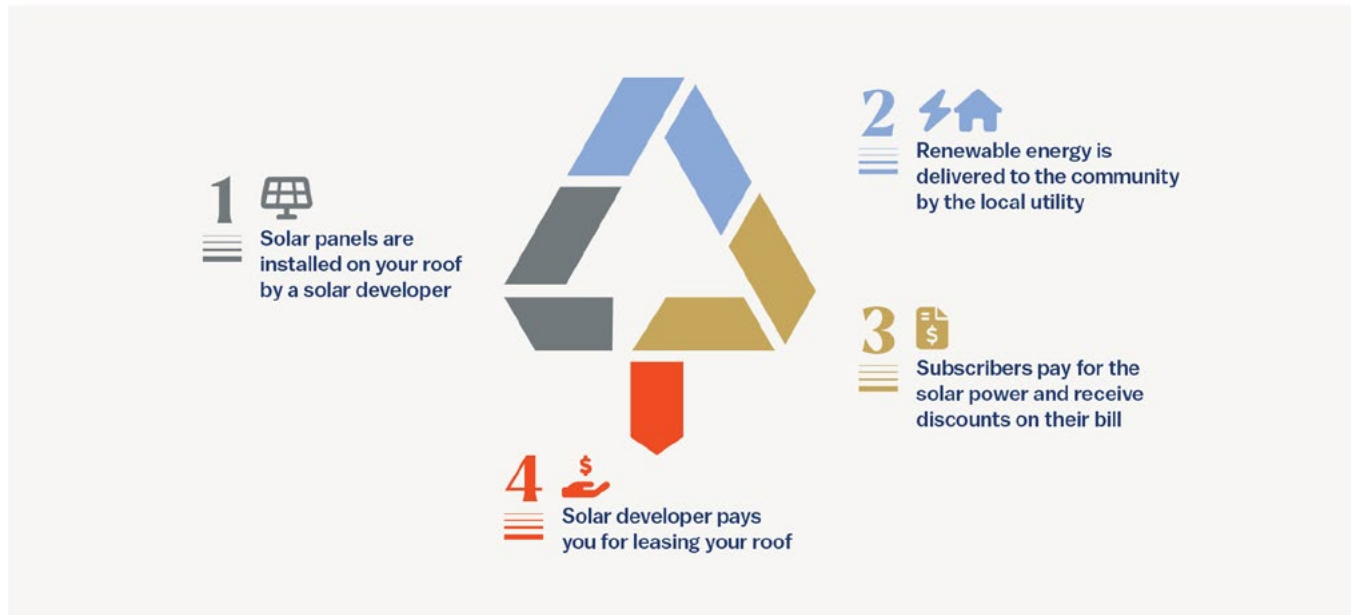 1
Solar panels are
installed on your roof
by a solar developer
2
Renewable energy is
delivered to the community
by the local utility
3
$
Subscribers pay for the
solar power and receive
discounts on their bill
4
$
Solar developer pays
you for leasing your roof